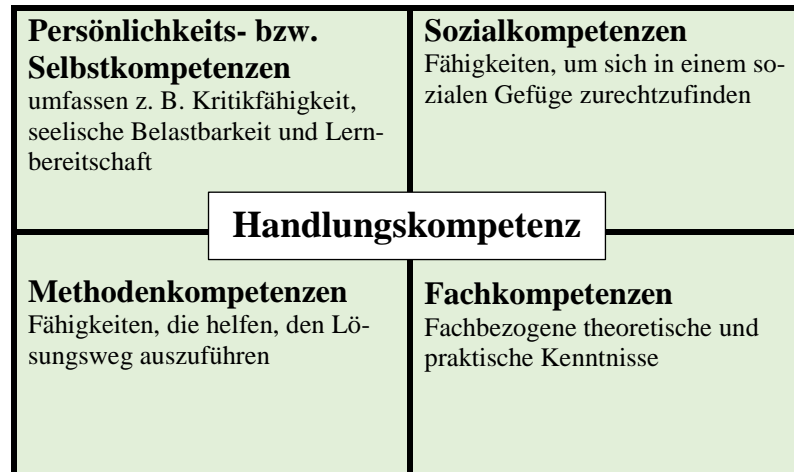 Persönlichkeits- bzw.
Selbstkompetenzen
umfassen z. B. Kritikfähigkeit,
seelische Belastbarkeit und Lern-
bereitschaft
Sozialkompetenzen
Fähigkeiten, um sich in einem so-
zialen Gefüge zurechtzufinden
Handlungskompetenz
Methodenkompetenzen
Fähigkeiten, die helfen, den Lö-
sungsweg auszuführen
Fachkompetenzen
Fachbezogene theoretische und
praktische Kenntnisse